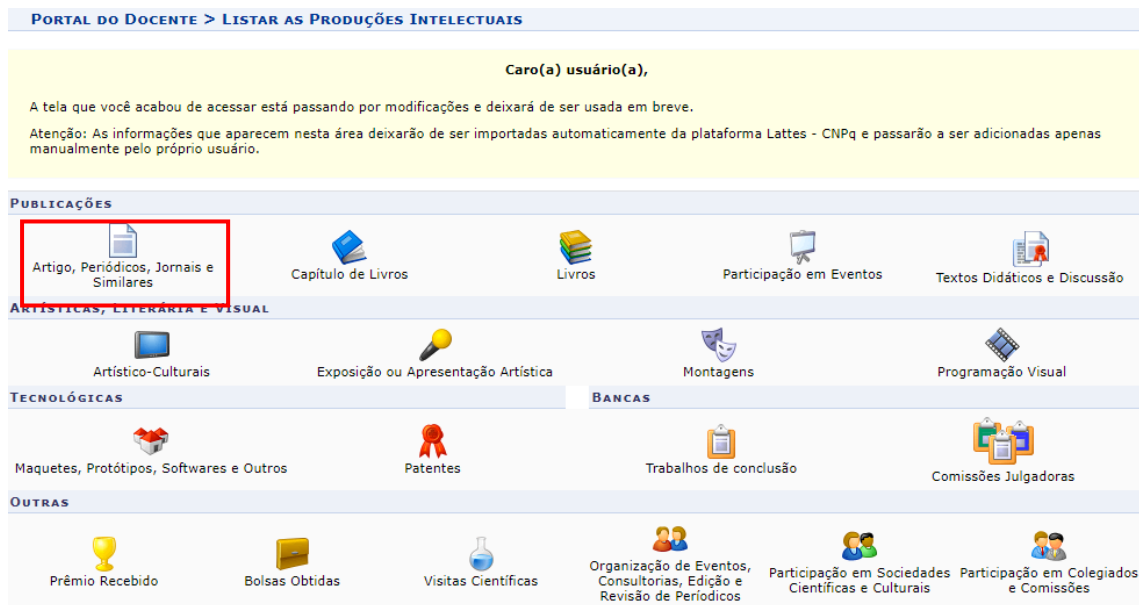 PORTAL DO DOCENTE > LISTAR AS PRODUÇÕES INTELECTUAIS
Caro(a) usuário(a),
A tela que você acabou de acessar está passando por modificações e deixará de ser usada em breve.
Atenção: As informações que aparecem nesta área deixarão de ser importadas automaticamente da plataforma Lattes - CNPq e passarão a ser adicionadas apenas
manualmente pelo próprio usuário.
PUBLICAÇÕES
Artigo, Periódicos, Jornais e
Similares
Capítulo de Livros
Livros
Participação em Eventos
Textos Didáticos e Discussão
ARTÍSTICAS, LITERÁRIA E VISUAL
Artístico-Culturais
Exposição ou Apresentação Artística
Montagens
Programação Visual
TECNOLÓGICAS
BANCAS
Maquetes, Protótipos, Softwares e Outros
Patentes
Trabalhos de conclusão
Comissões Julgadoras
OUTRAS
Prêmio Recebido
Bolsas Obtidas
Visitas Científicas
Organização de Eventos,
Consultorias, Edição e
Revisão de Periodicos
Participação em Sociedades
Científicas e Culturais
Participação em Colegiados
e Comissões